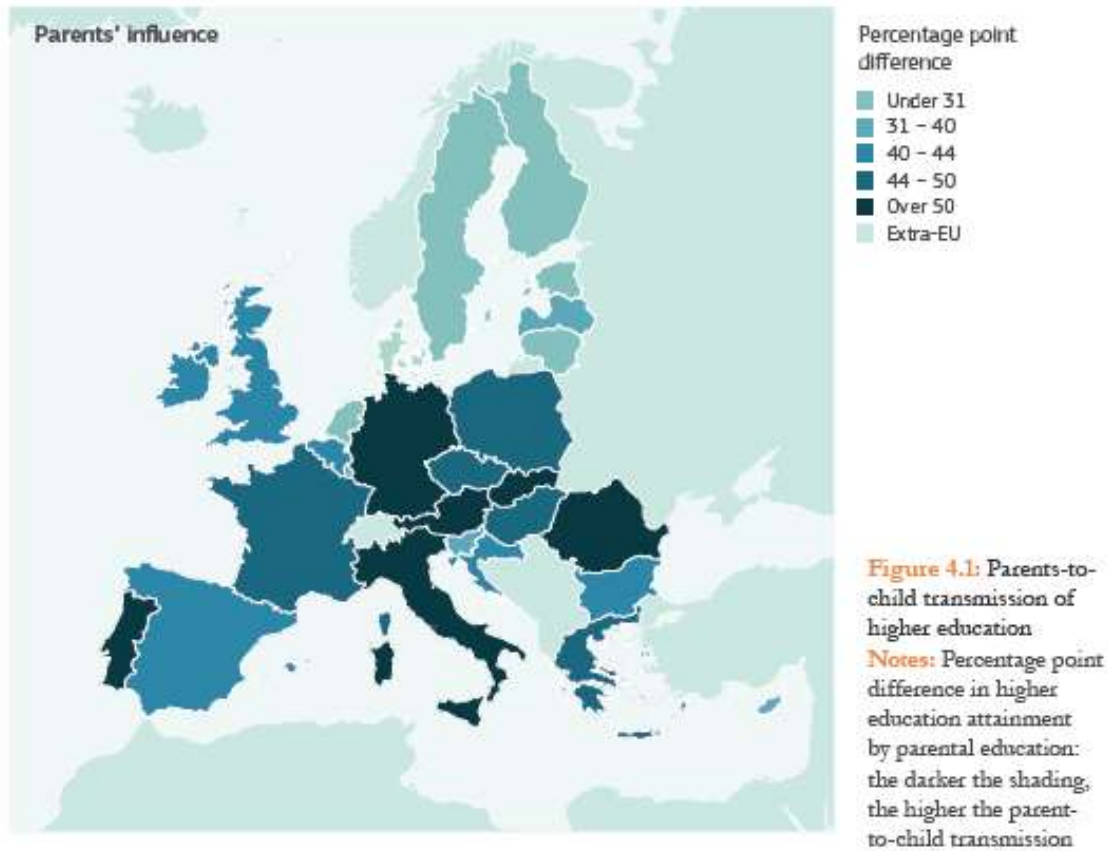 Parents' influence
Percentage point
difference
Under 31
31 – 40
40 – 44
44 – 50
Over 50
Extra-EU
Figure 4.1: Parents-to-
child transmission of
higher education
Notes: Percentage point
difference in higher
education attainment
by parental education:
the darker the shading,
the higher the parent-
to-child transmission